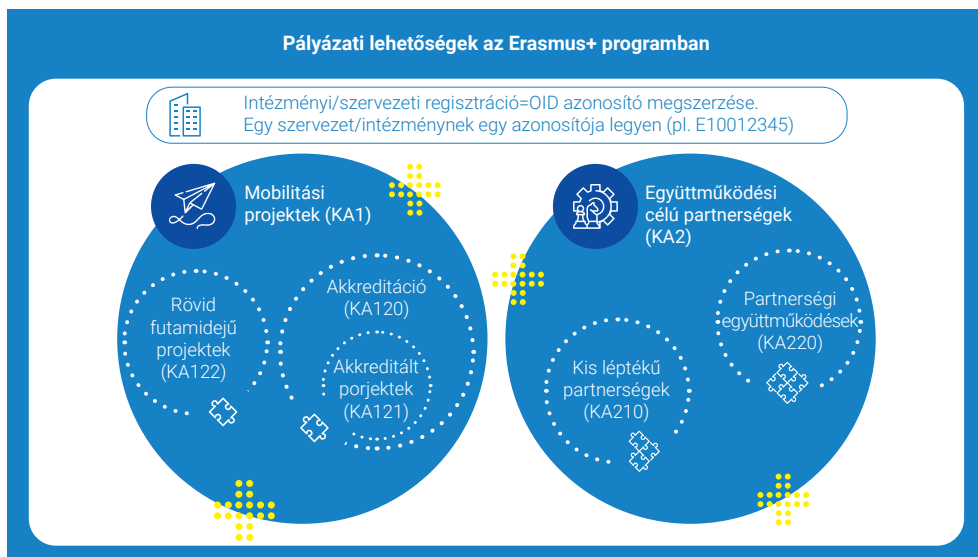 Pályázati lehetőségek az Erasmus+ programban
Intézményi/szervezeti regisztráció=OID azonosító megszerzése.
Egy szervezet/intézménynek egy azonosítója legyen (pl. E10012345)
Mobilitási
projektek (KA1)
Rövid
futamidejű
projektek
(KA122)
Akkreditáció
(KA120)
Akkreditált
porjektek
(KA121)
Együttműködési
célú partnerségek
(KA2)
Kis léptékű
partnerségek
(KA210)
Partnerségi
együttműködések
(KA220)